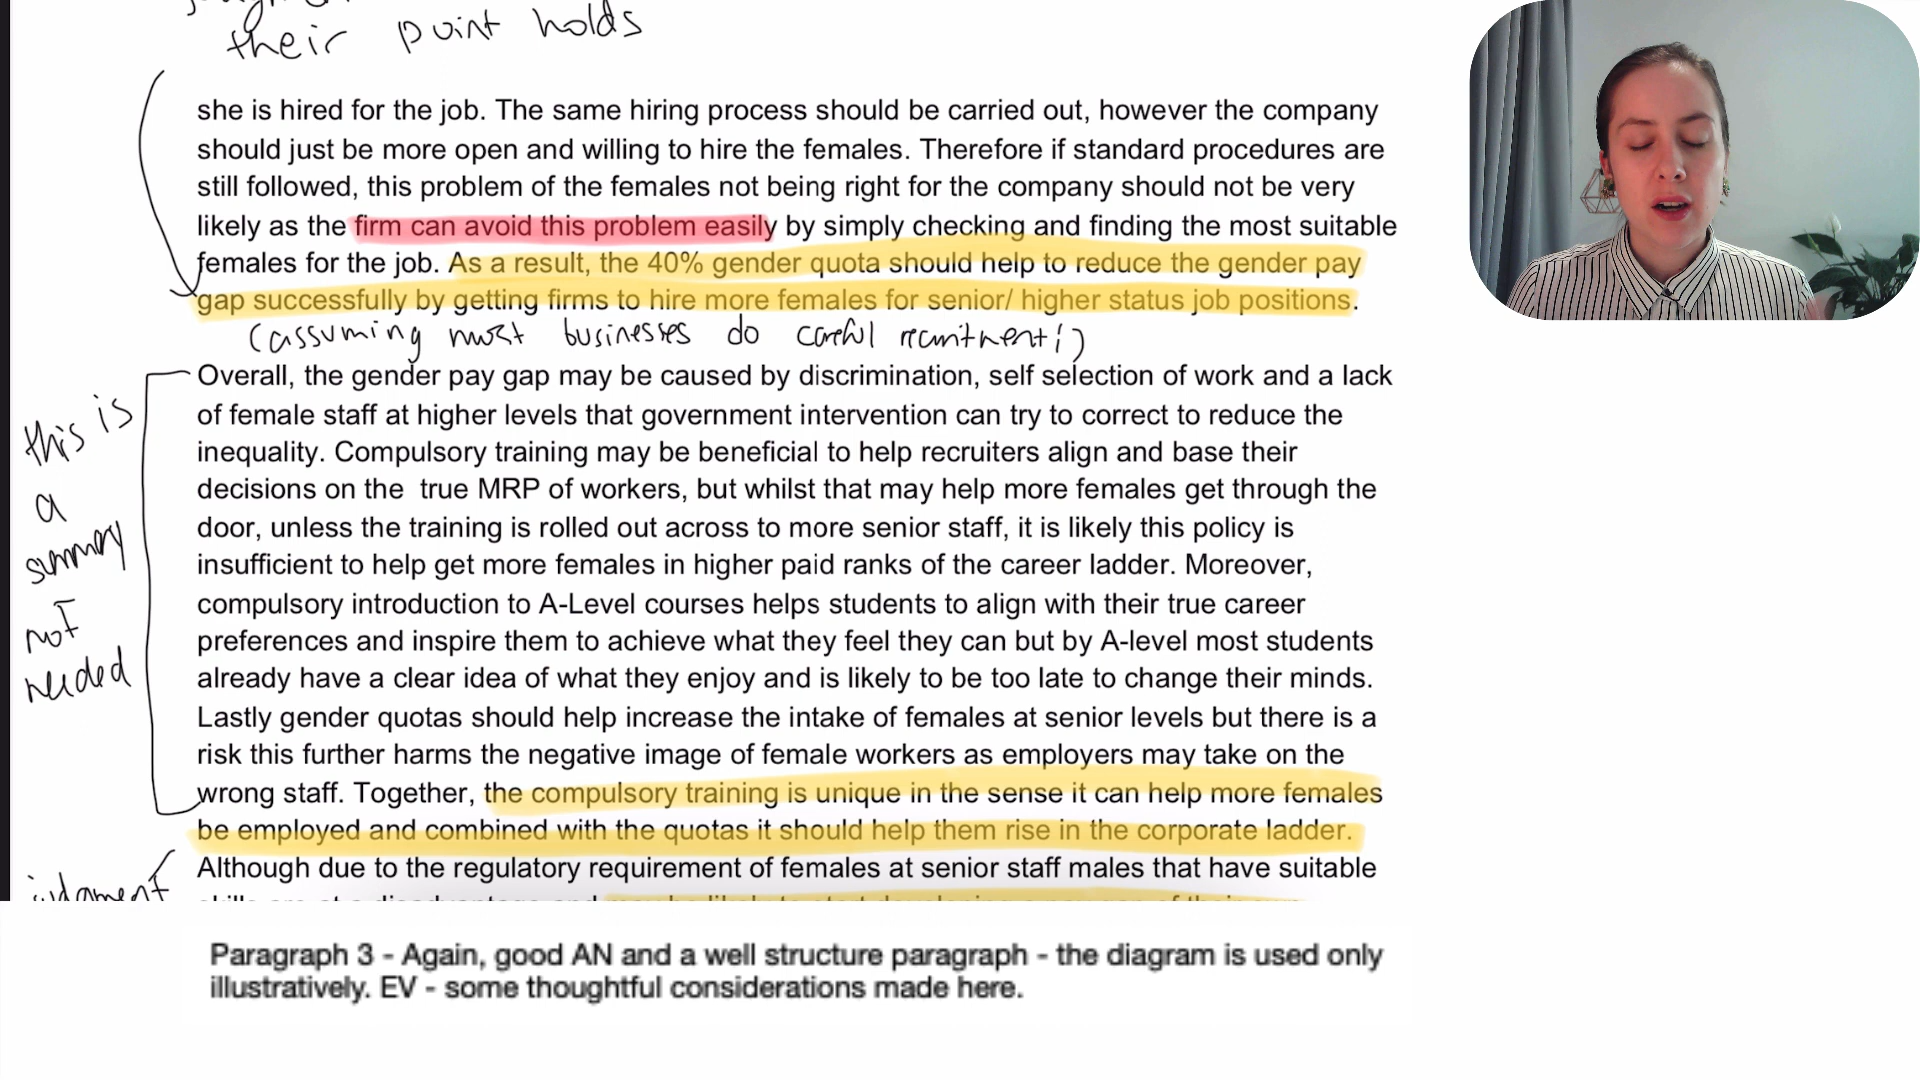 their point holds
she is hired for the job. The same hiring process should be carried out, however the company
should just be more open and willing to hire the females. Therefore if standard procedures are
still followed, this problem of the females not being right for the company should not be very
likely as the firm can avoid this problem easily by simply checking and finding the most suitable
females for the job. As a result, the 40% gender quota should help to reduce the gender pay
gap successfully by getting firms to hire more females for senior/ higher status job positions.
(assuming most businesses do careful recruitment!)
this is
a
summary
not
needed
Overall, the gender pay gap may be caused by discrimination, self selection of work and a lack
of female staff at higher levels that government intervention can try to correct to reduce the
inequality. Compulsory training may be beneficial to help recruiters align and base their
decisions on the  true MRP of workers, but whilst that may help more females get through the
door, unless the training is rolled out across to more senior staff, it is likely this policy is
insufficient to help get more females in higher paid ranks of the career ladder. Moreover,
compulsory introduction to A-Level courses helps students to align with their true career
preferences and inspire them to achieve what they feel they can but by A-level most students
already have a clear idea of what they enjoy and is likely to be too late to change their minds.
Lastly gender quotas should help increase the intake of females at senior levels but there is a
risk this further harms the negative image of female workers as employers may take on the
wrong staff. Together, the compulsory training is unique in the sense it can help more females
be employed and combined with the quotas it should help them rise in the corporate ladder.
judgment
Although due to the regulatory requirement of females at senior staff males that have suitable
Paragraph 3 - Again, good AN and a well structure paragraph - the diagram is used only
illustratively. EV - some thoughtful considerations made here.